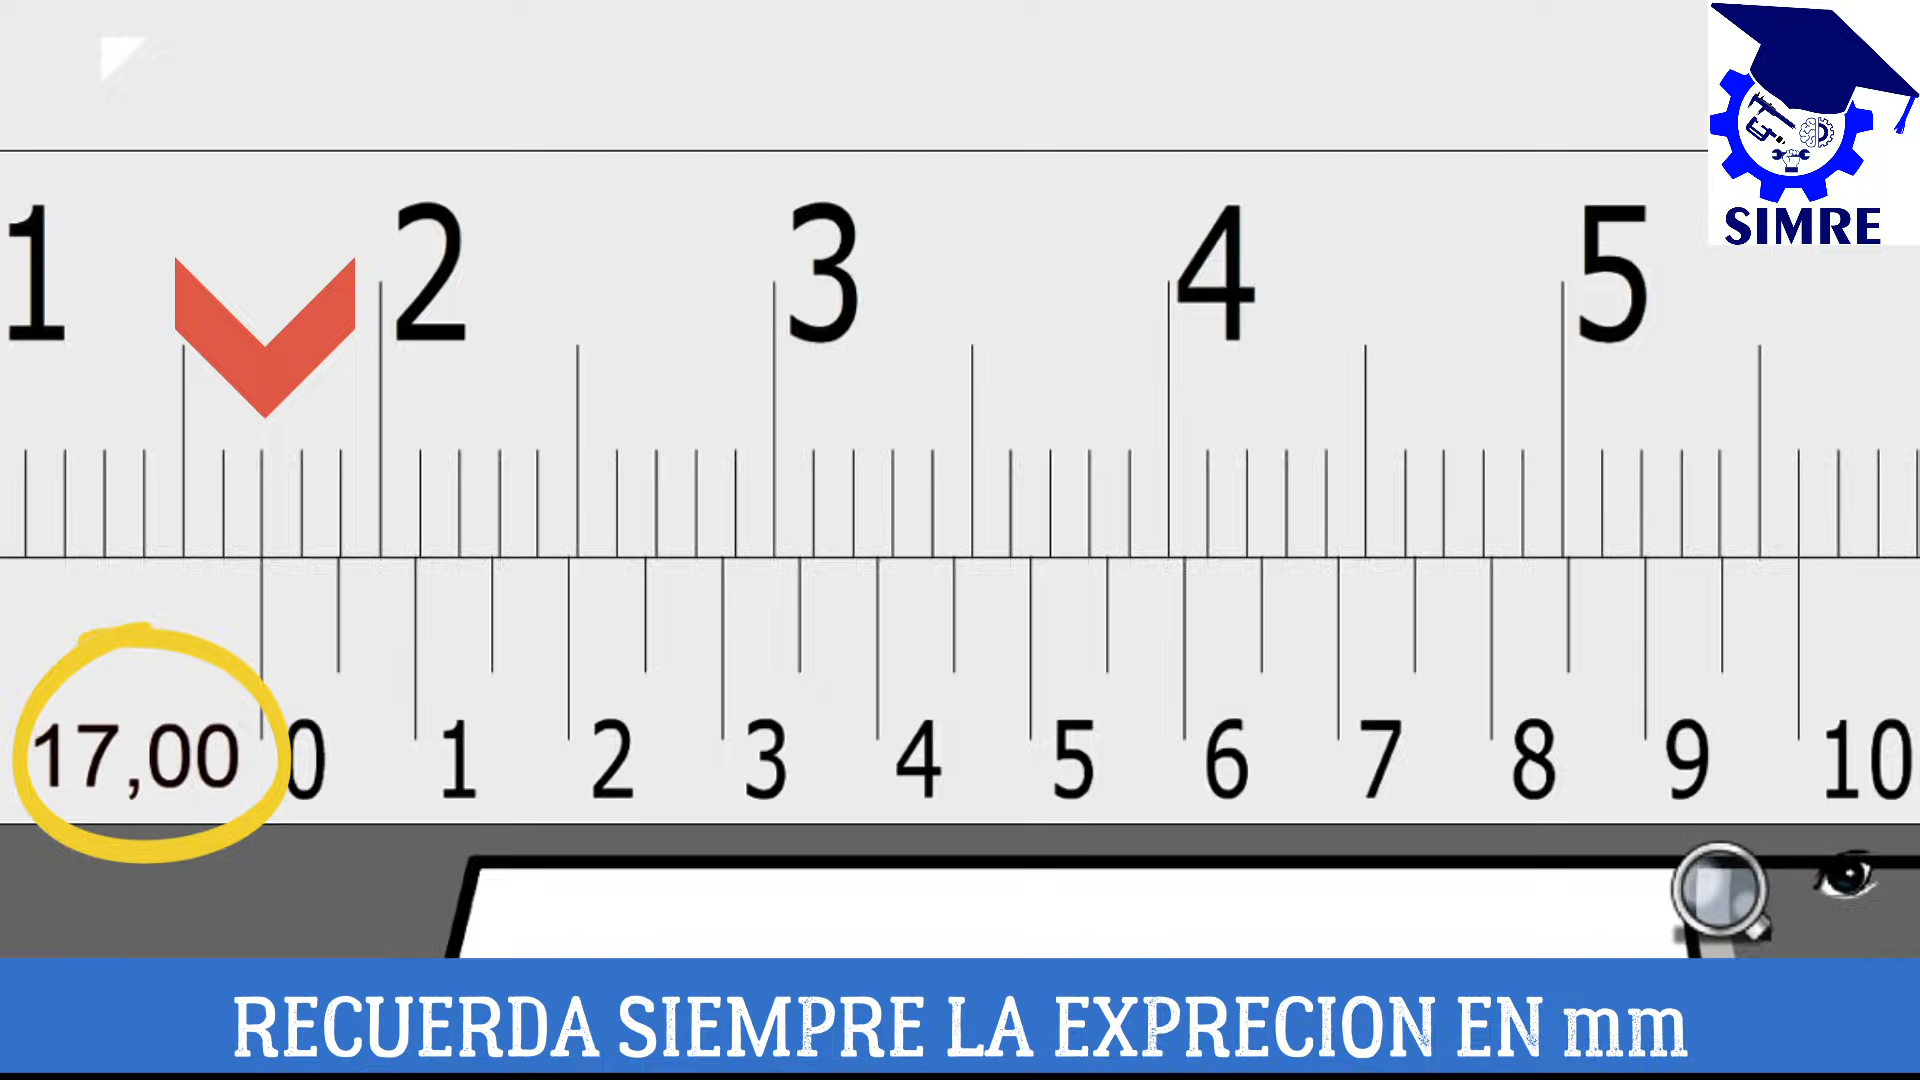 SIMRE
1 2 3 4 5
17,00 0 1 2 3 4 5 6 7 8 9 10
RECUERDA SIEMPRE LA EXPRECION EN mm